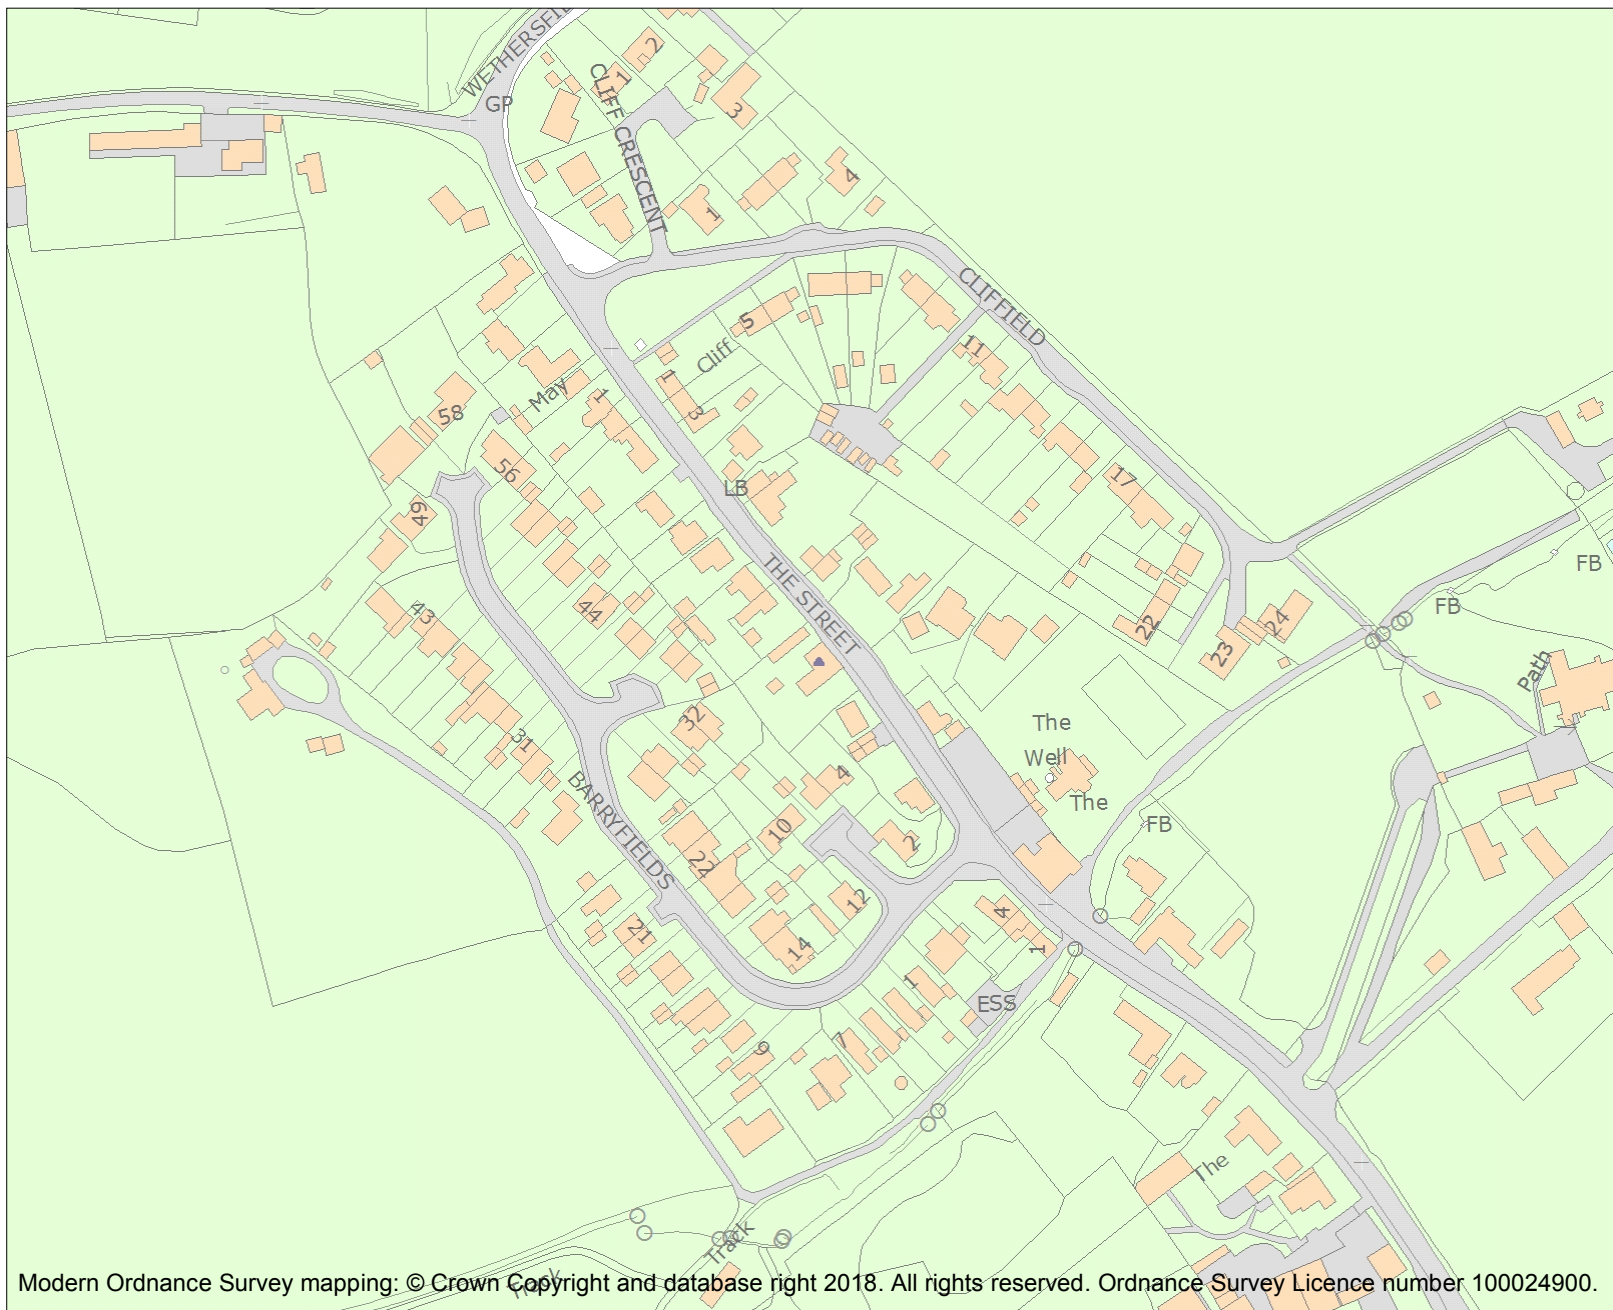 WETHERSFIE
2
1
CLIFF CRESCENT
GP
3
4
1
CLIFFIELD
5
Cliff
11
1
May
1
3
58
56
17
LB
49
THE STREET
FB
FB
44
43
22
24
23
Path
32
31
The
Well
4
The
BARRYFIELDS
FB
10
2
22
12
4
21
14
1
1
ESS
7
9
The
Track
Track
Modern Ordnance Survey mapping: © Crown Copyright and database right 2018. All rights reserved. Ordnance Survey Licence number 100024900.